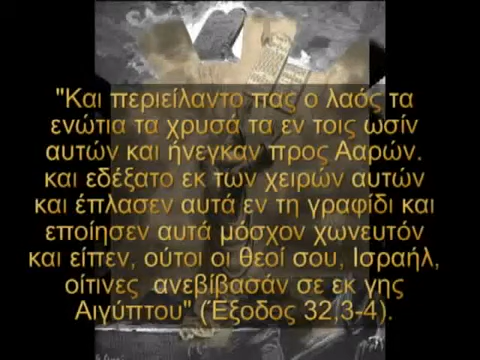 "Και περιείλαντο πας ο λαός τα
ενώτια τα χρυσά τα εν τοις ωσίν
αυτών και ήνεγκαν προς Ααρών.
και εδέξατο εκ των χειρών αυτών
και έπλασεν αυτά εν τη γραφίδι και
εποίησεν αυτά μόσχον χωνευτόν
και είπεν, ούτοι οι θεοί σου, Ισραήλ,
οίτινες ανεβίβασάν σε εκ γης
Αιγύπτου" (Έξοδος 32,3-4).